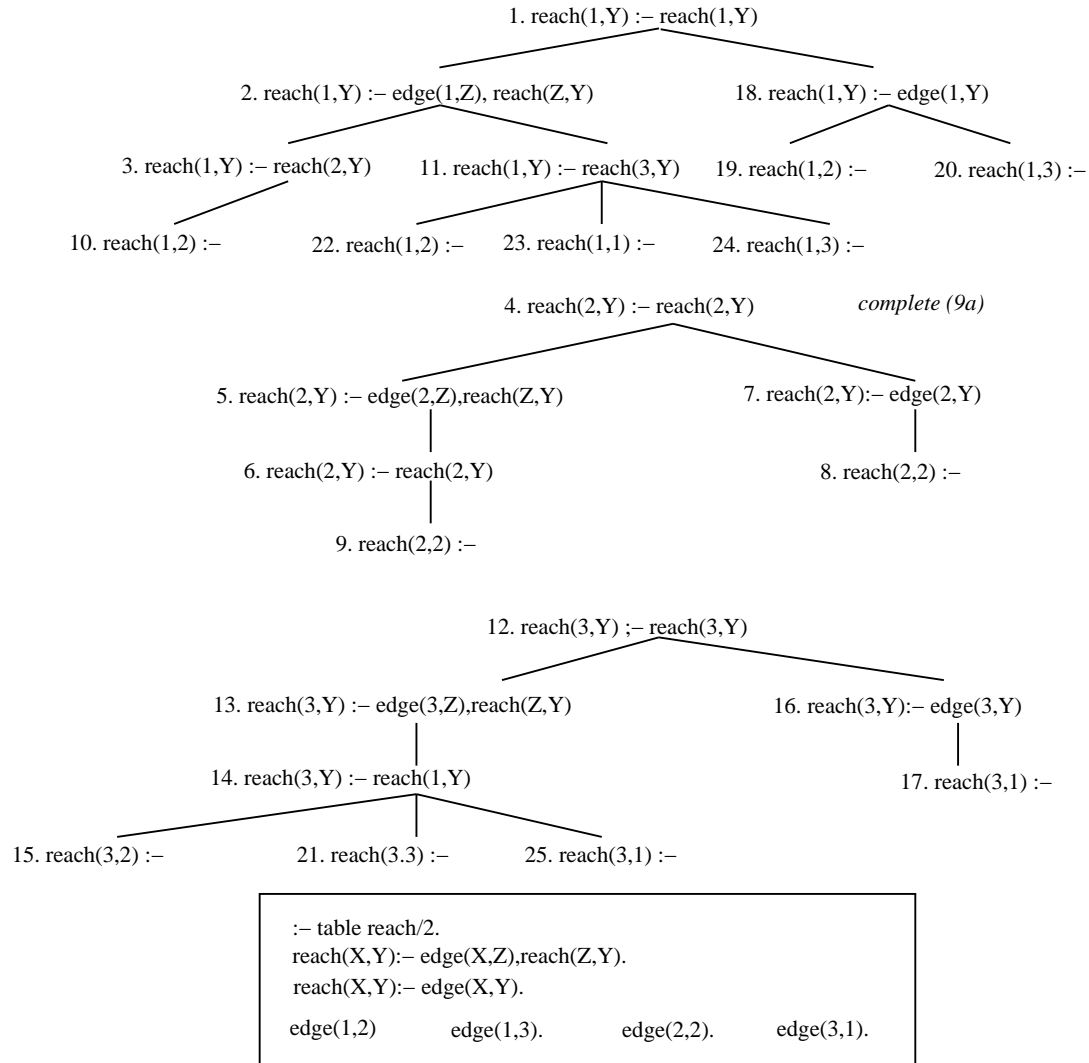 1. reach(1,Y) :– reach(1,Y)
2. reach(1,Y) :– edge(1,Z), reach(Z,Y)
18. reach(1,Y) :– edge(1,Y)
3. reach(1,Y) :– reach(2,Y)
11. reach(1,Y) :– reach(3,Y)
19. reach(1,2) :–
20. reach(1,3) :–
10. reach(1,2) :–
22. reach(1,2) :–
23. reach(1,1) :–
24. reach(1,3) :–
4. reach(2,Y) :– reach(2,Y)
complete (9a)
5. reach(2,Y) :– edge(2,Z),reach(Z,Y)
7. reach(2,Y):– edge(2,Y)
6. reach(2,Y) :– reach(2,Y)
8. reach(2,2) :–
9. reach(2,2) :–
12. reach(3,Y) ;– reach(3,Y)
13. reach(3,Y) :– edge(3,Z),reach(Z,Y)
16. reach(3,Y):– edge(3,Y)
14. reach(3,Y) :– reach(1,Y)
17. reach(3,1) :–
15. reach(3,2) :–
21. reach(3.3) :–
25. reach(3,1) :–
:– table reach/2.
reach(X,Y):– edge(X,Z),reach(Z,Y).
reach(X,Y):– edge(X,Y).
edge(1,2) edge(1,3). edge(2,2). edge(3,1).